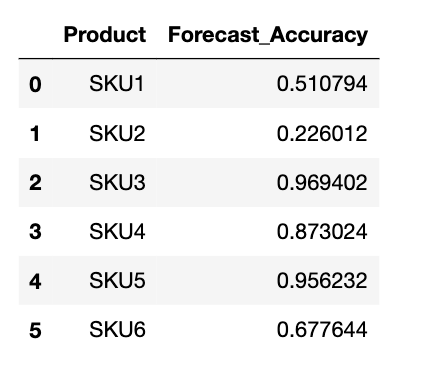 Product Forecast_Accuracy
0 SKU1 0.510794
1 SKU2 0.226012
2 SKU3 0.969402
3 SKU4 0.873024
4 SKU5 0.956232
5 SKU6 0.677644